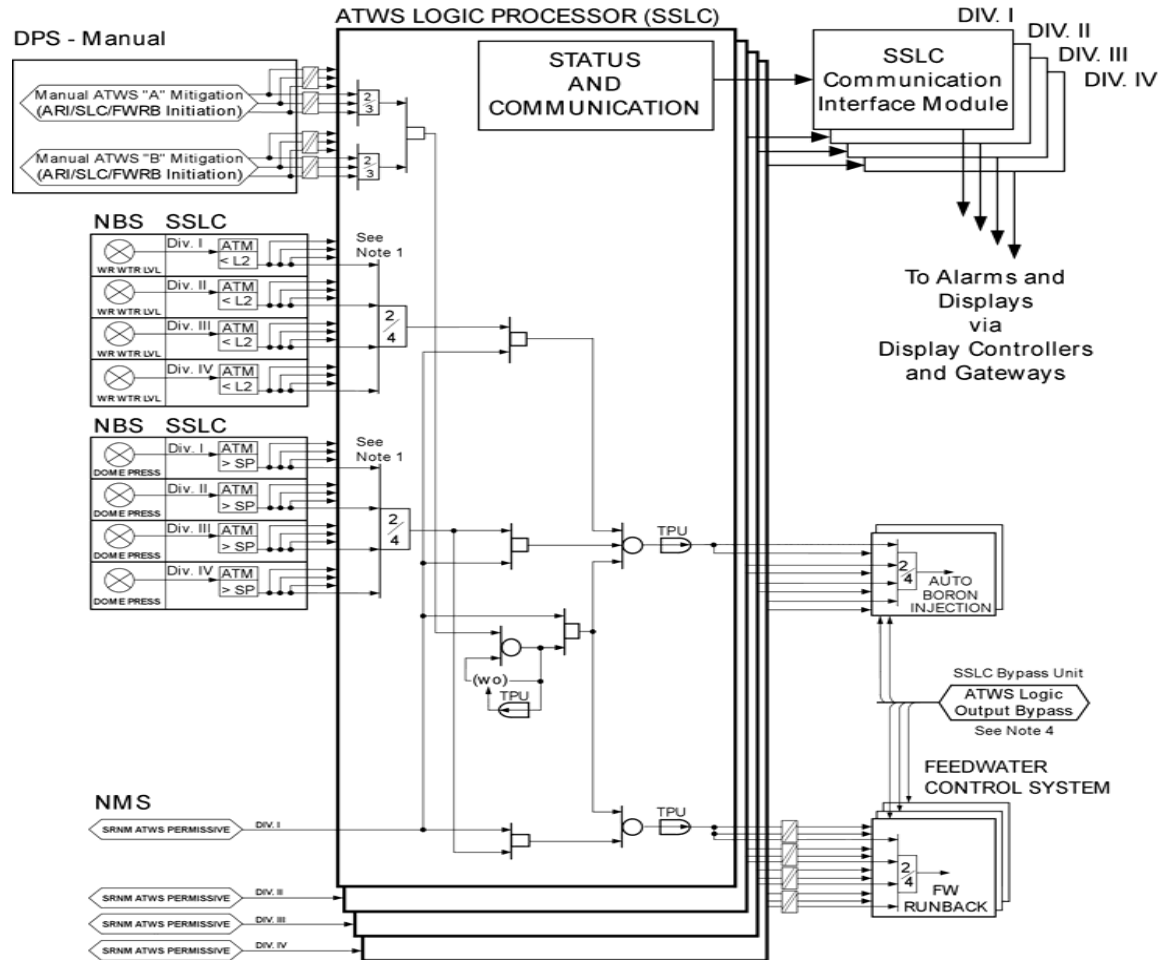 ATWS LOGIC PROCESSOR (SSLC)
DIV. I
DIV. II
DIV. III
DIV. IV
DPS - Manual
Manual ATWS "A" Mitigation
(ARI/SLC/FWRB Initiation)
Manual ATWS "B" Mitigation
(ARI/SLC/FWRB Initiation)
2/3
2/3
STATUS
AND
COMMUNICATION
SSLC
Communication
Interface Module
To Alarms and
Displays
via
Display Controllers
and Gateways
NBS SSLC
Div. I
ATM
< L2
WR WTR LVL
Div. II
ATM
< L2
WR WTR LVL
Div. III
ATM
< L2
WR WTR LVL
Div. IV
ATM
< L2
WR WTR LVL
See
Note 1
2/4
NBS SSLC
Div. I
ATM
> SP
DOME PRESS
Div. II
ATM
> SP
DOME PRESS
Div. III
ATM
> SP
DOME PRESS
Div. IV
ATM
> SP
DOME PRESS
See
Note 1
2/4
TPU
(wo)
TPU
TPU
2/4
AUTO
BORON
INJECTION
SSLC Bypass Unit
ATWS Logic
Output Bypass
See Note 4
FEEDWATER
CONTROL SYSTEM
2/4
FW
RUNBACK
NMS
SRNM ATWS PERMISSIVE
DIV. I
SRNM ATWS PERMISSIVE
DIV. II
SRNM ATWS PERMISSIVE
DIV. III
SRNM ATWS PERMISSIVE
DIV. IV